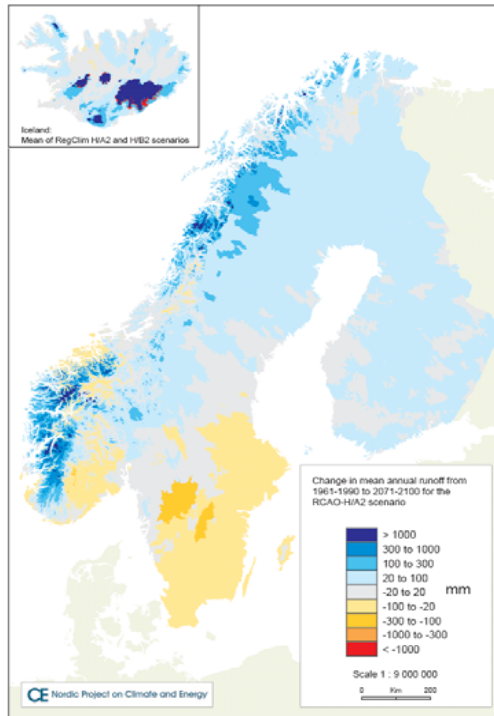 Iceland:
Mean of RegClim H/A2 and H/B2 scenarios
Change in mean annual runoff from
1961-1990 to 2071-2100 for the
RCAO-H/A2 scenario
> 1000
300 to 1000
100 to 300
20 to 100
-20 to 20
mm
-100 to -20
-300 to -100
-1000 to -300
< -1000
Scale 1 : 9 000 000
0 Km 200
CE Nordic Project on Climate and Energy